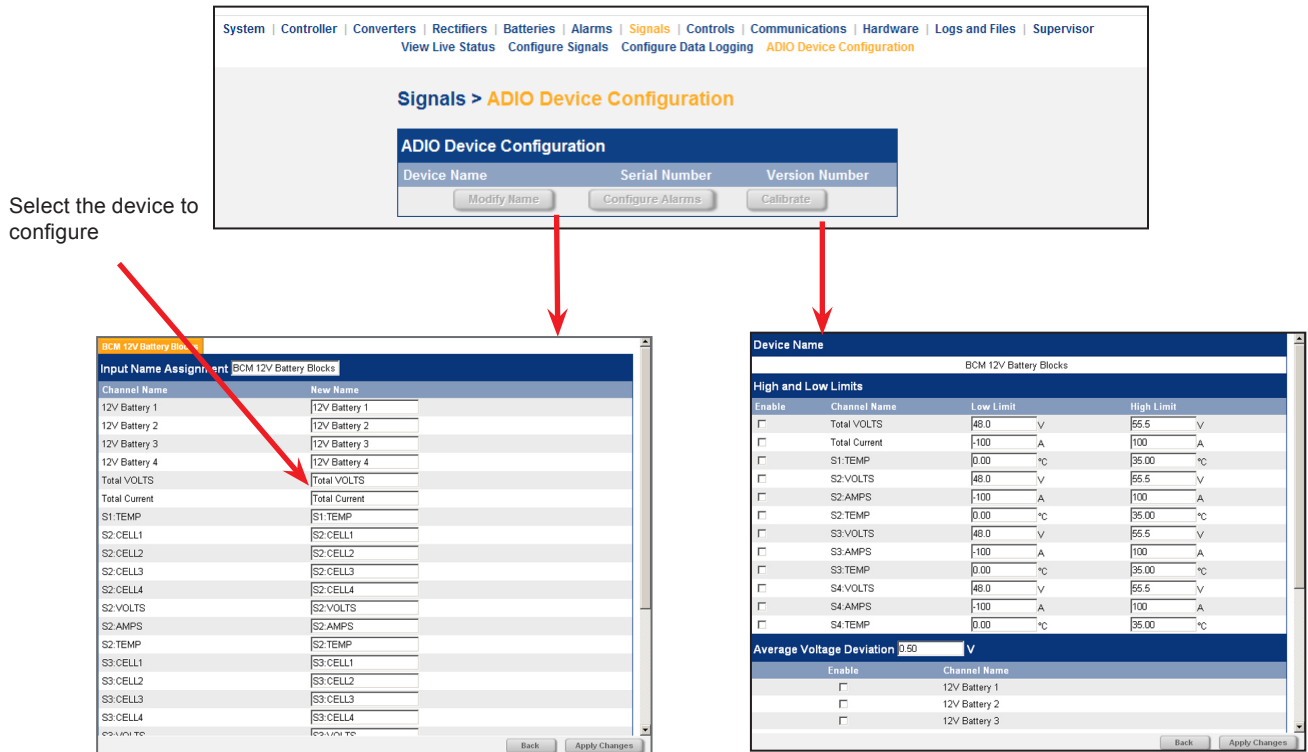 System | Controller | Converters | Rectifiers | Batteries | Alarms | Signals | Controls | Communications | Hardware | Logs and Files | Supervisor
View Live Status Configure Signals Configure Data Logging ADIO Device Configuration
Signals > ADIO Device Configuration
ADIO Device Configuration
Device Name Serial Number Version Number
Modify Name Configure Alarms Calibrate
Select the device to
configure
BCM 12V Battery Blocks
Input Name Assignment BCM 12V Battery Blocks
Channel Name New Name
12V Battery 1 12V Battery 1
12V Battery 2 12V Battery 2
12V Battery 3 12V Battery 3
12V Battery 4 12V Battery 4
Total VOLTS Total VOLTS
Total Current Total Current
S1:TEMP S1:TEMP
S2:CELL1 S2:CELL1
S2:CELL2 S2:CELL2
S2:CELL3 S2:CELL3
S2:CELL4 S2:CELL4
S2:VOLTS S2:VOLTS
S2:AMPS S2:AMPS
S2:TEMP S2:TEMP
S3:CELL1 S3:CELL1
S3:CELL2 S3:CELL2
S3:CELL3 S3:CELL3
S3:CELL4 S3:CELL4
S3:VOLTS S3:VOLTS
Back Apply Changes
Device Name
BCM 12V Battery Blocks
High and Low Limits
Enable Channel Name Low Limit High Limit
Total VOLTS 48.0 V 55.5 V
Total Current -100 A 100 A
S1:TEMP 0.00 °C 35.00 °C
S2:VOLTS 48.0 V 55.5 V
S2:AMPS -100 A 100 A
S2:TEMP 0.00 °C 35.00 °C
S3:VOLTS 48.0 V 55.5 V
S3:AMPS -100 A 100 A
S3:TEMP 0.00 °C 35.00 °C
S4:VOLTS 48.0 V 55.5 V
S4:AMPS -100 A 100 A
S4:TEMP 0.00 °C 35.00 °C
Average Voltage Deviation 0.50 V
Enable Channel Name
12V Battery 1
12V Battery 2
12V Battery 3
Back Apply Changes